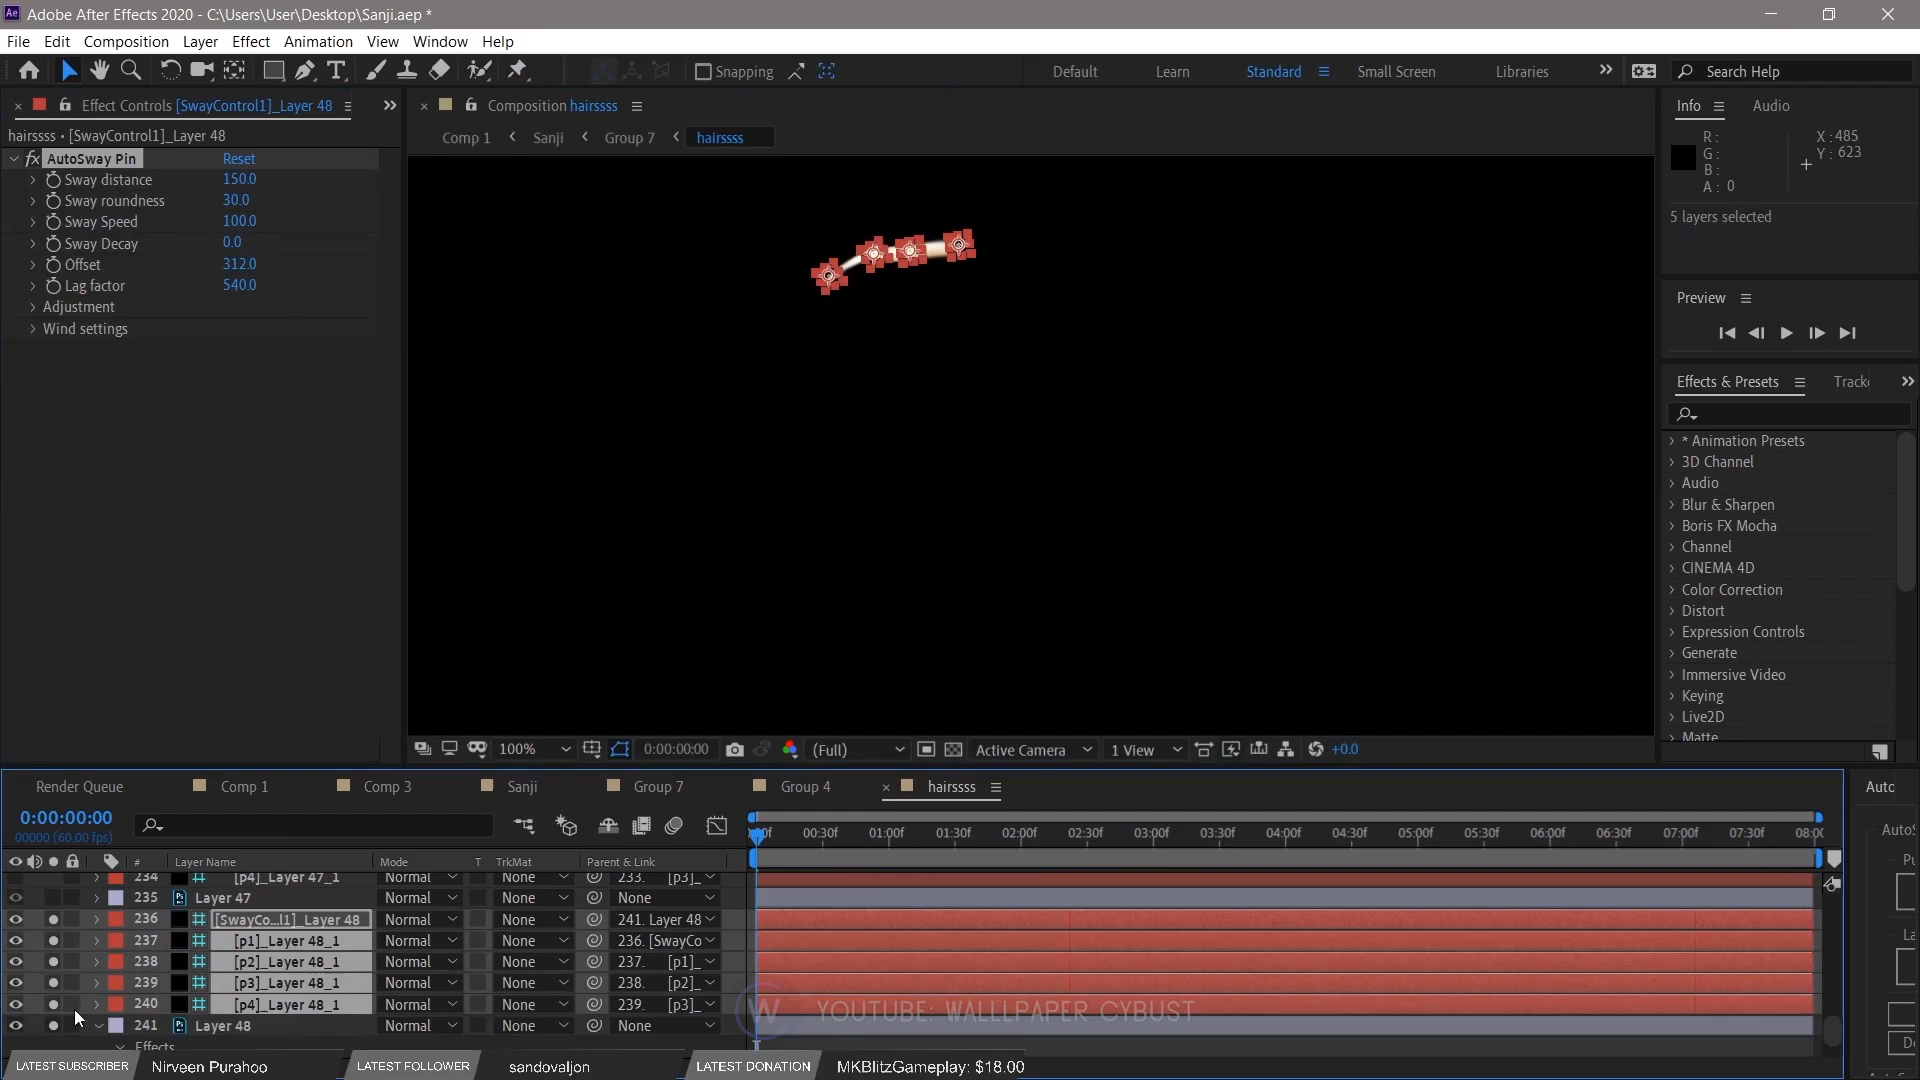 Adobe After Effects 2020 - C:\Users\User\Desktop\Sanji.aep *
File Edit Composition Layer Effect Animation View Window Help
Snapping
Default Learn Standard Small Screen Libraries
Search Help
Effect Controls [SwayControl1]_Layer 48
hairssss • [SwayControl1]_Layer 48
fx AutoSway Pin Reset
Sway distance 150.0
Sway roundness 30.0
Sway Speed 100.0
Sway Decay 0.0
Offset 312.0
Lag factor 540.0
Adjustment
Wind settings
Composition hairssss
Comp 1 Sanji Group 7 hairssss
100% 0:00:00:00 (Full) Active Camera 1 View +0.0
Info Audio
R: X: 485
G: Y: 623
B:
A: 0
5 layers selected
Preview
Effects & Presets
* Animation Presets
3D Channel
Audio
Blur & Sharpen
Boris FX Mocha
Channel
CINEMA 4D
Color Correction
Distort
Expression Controls
Generate
Immersive Video
Keying
Live2D
Matte
Render Queue Comp 1 Comp 3 Sanji Group 7 Group 4 hairssss
0:00:00:00
00000 (60.00 fps)
00:30f 01:00f 01:30f 02:00f 02:30f 03:00f 03:30f 04:00f 04:30f 05:00f 05:30f 06:00f 06:30f 07:00f 07:30f
# Layer Name Mode T TrkMat Parent & Link
234 [p4]_Layer 47_1 Normal None 233. [p3]_
235 Layer 47 Normal None None
236 [SwayCo...l1]_Layer 48 Normal None 241. Layer 48
237 [p1]_Layer 48_1 Normal None 236. [SwayCo
238 [p2]_Layer 48_1 Normal None 237. [p1]_
239 [p3]_Layer 48_1 Normal None 238. [p2]_
240 [p4]_Layer 48_1 Normal None 239. [p3]_
241 Layer 48 Normal None None
Effects
YOUTUBE: WALLLPAPER CYBUST
LATEST SUBSCRIBER Nirveen Purahoo LATEST FOLLOWER sandovaljon LATEST DONATION MKBlitzGameplay: $18.00